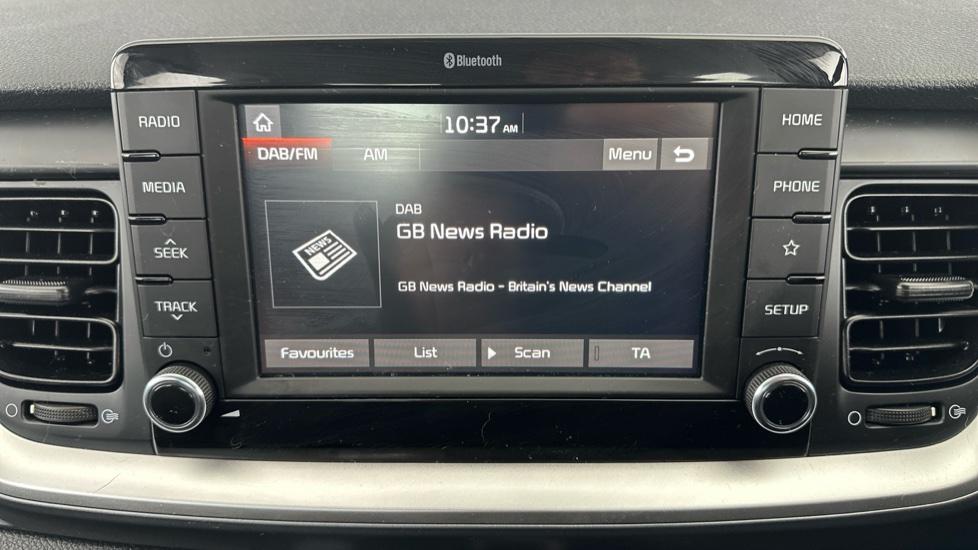 Bluetooth
RADIO
MEDIA
SEEK
TRACK
10:37 AM
DAB/FM
AM
Menu
NEWS
DAB
GB News Radio
GB News Radio - Britain's News Channel
Favourites
List
Scan
TA
HOME
PHONE
SETUP